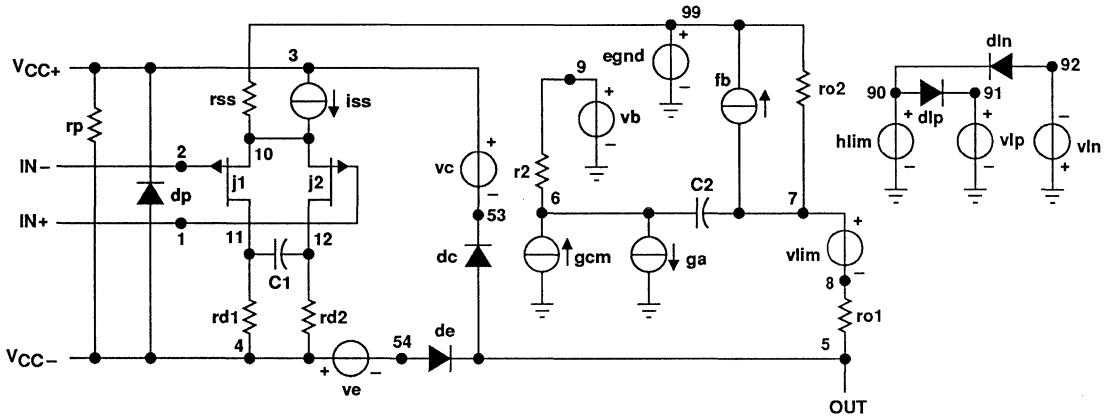 99
V_CC+
3
egnd
+
−
fb
ro2
9
dln
92
90
91
dlp
rp
rss
iss
+
vb
−
hlim
+
−
+
vlp
−
−
vln
+
10
IN−
2
j1
j2
vc
+
−
r2
C2
6
7
dp
IN+
1
53
11
12
C1
dc
gcm
ga
vlim
+
−
8
rd1
rd2
ro1
V_CC−
4
+
ve
−
54
de
5
OUT